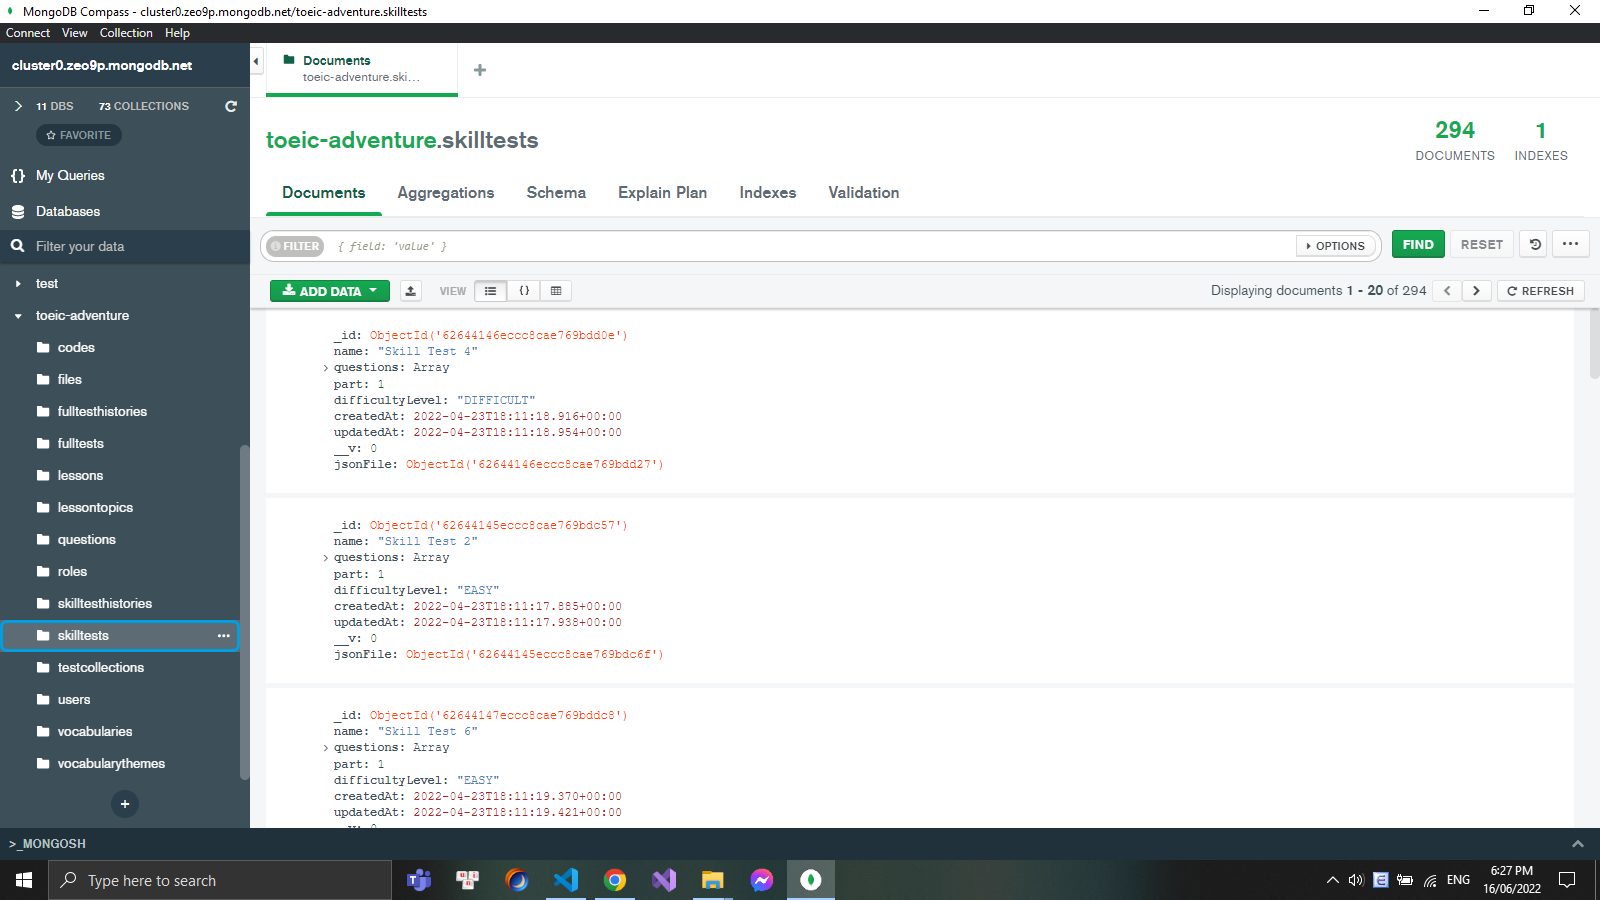 MongoDB Compass - cluster0.zeo9p.mongodb.net/toeic-adventure.skilltests
Connect View Collection Help
cluster0.zeo9p.mongodb.net
11 DBS 73 COLLECTIONS
FAVORITE
{} My Queries
Databases
Filter your data
test
toeic-adventure
codes
files
fulltesthistories
fulltests
lessons
lessontopics
questions
roles
skilltesthistories
skilltests ...
testcollections
users
vocabularies
vocabularythemes
+
Documents
toeic-adventure.ski...
+
toeic-adventure.skilltests
294
DOCUMENTS
1
INDEXES
Documents Aggregations Schema Explain Plan Indexes Validation
FILTER { field: 'value' } OPTIONS FIND RESET ...
ADD DATA VIEW {} Displaying documents 1 - 20 of 294 < > REFRESH
_id: ObjectId('62644146eccc8cae769bdd0e')
name: "Skill Test 4"
> questions: Array
part: 1
difficultyLevel: "DIFFICULT"
createdAt: 2022-04-23T18:11:18.916+00:00
updatedAt: 2022-04-23T18:11:18.954+00:00
__v: 0
jsonFile: ObjectId('62644146eccc8cae769bdd27')
_id: ObjectId('62644145eccc8cae769bdc57')
name: "Skill Test 2"
> questions: Array
part: 1
difficultyLevel: "EASY"
createdAt: 2022-04-23T18:11:17.885+00:00
updatedAt: 2022-04-23T18:11:17.938+00:00
__v: 0
jsonFile: ObjectId('62644145eccc8cae769bdc6f')
_id: ObjectId('62644147eccc8cae769bddc8')
name: "Skill Test 6"
> questions: Array
part: 1
difficultyLevel: "EASY"
createdAt: 2022-04-23T18:11:19.370+00:00
updatedAt: 2022-04-23T18:11:19.421+00:00
__v: 0
>_MONGOSH
Type here to search
ENG
6:27 PM
16/06/2022